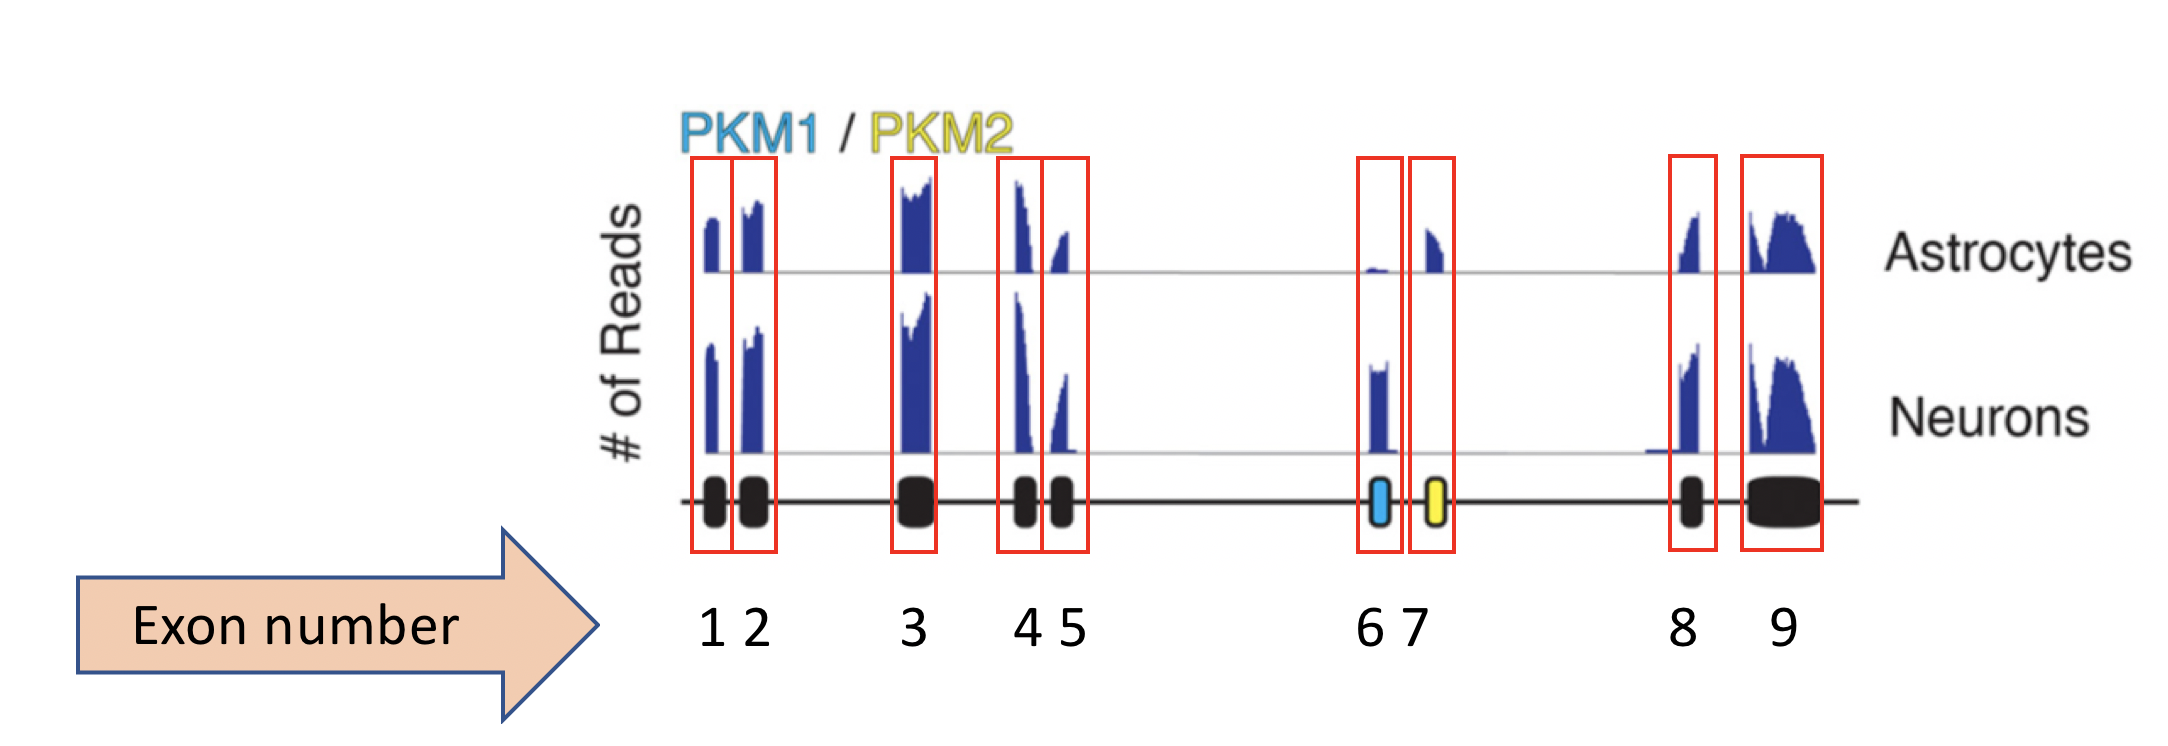 PKM1 / PKM2
# of Reads
Astrocytes
Neurons
Exon number
1 2 3 4 5 6 7 8 9